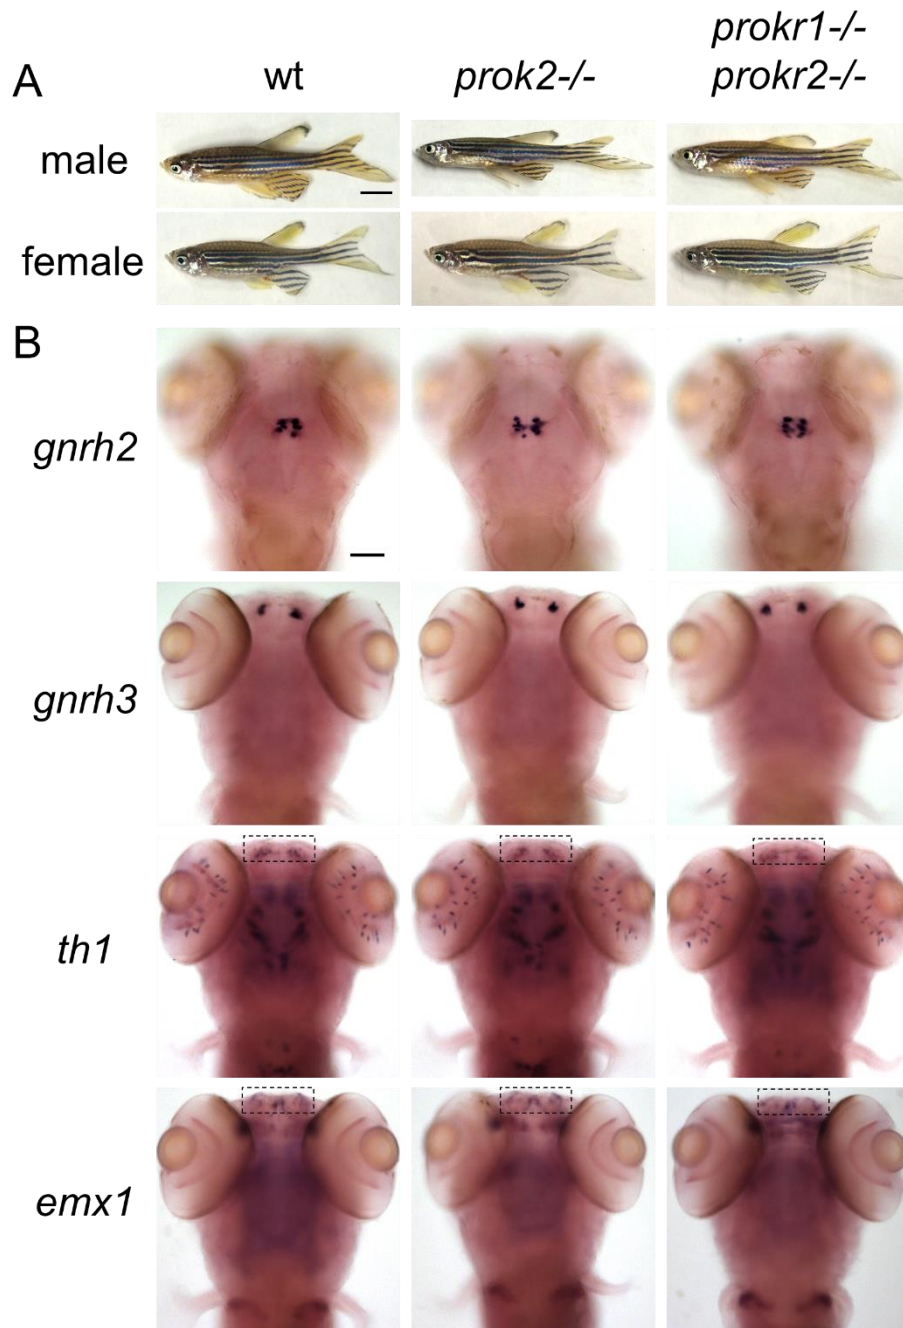 A
wt
prok2-/-
prokr1-/-
prokr2-/-
male
female
B
gnrh2
gnrh3
th1
emx1